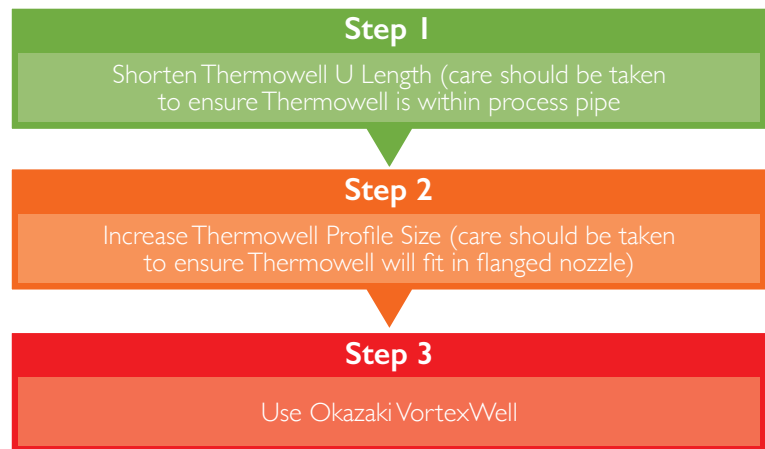 Step 1
Shorten Thermowell U Length (care should be taken
to ensure Thermowell is within process pipe
Step 2
Increase Thermowell Profile Size (care should be taken
to ensure Thermowell will fit in flanged nozzle)
Step 3
Use Okazaki VortexWell